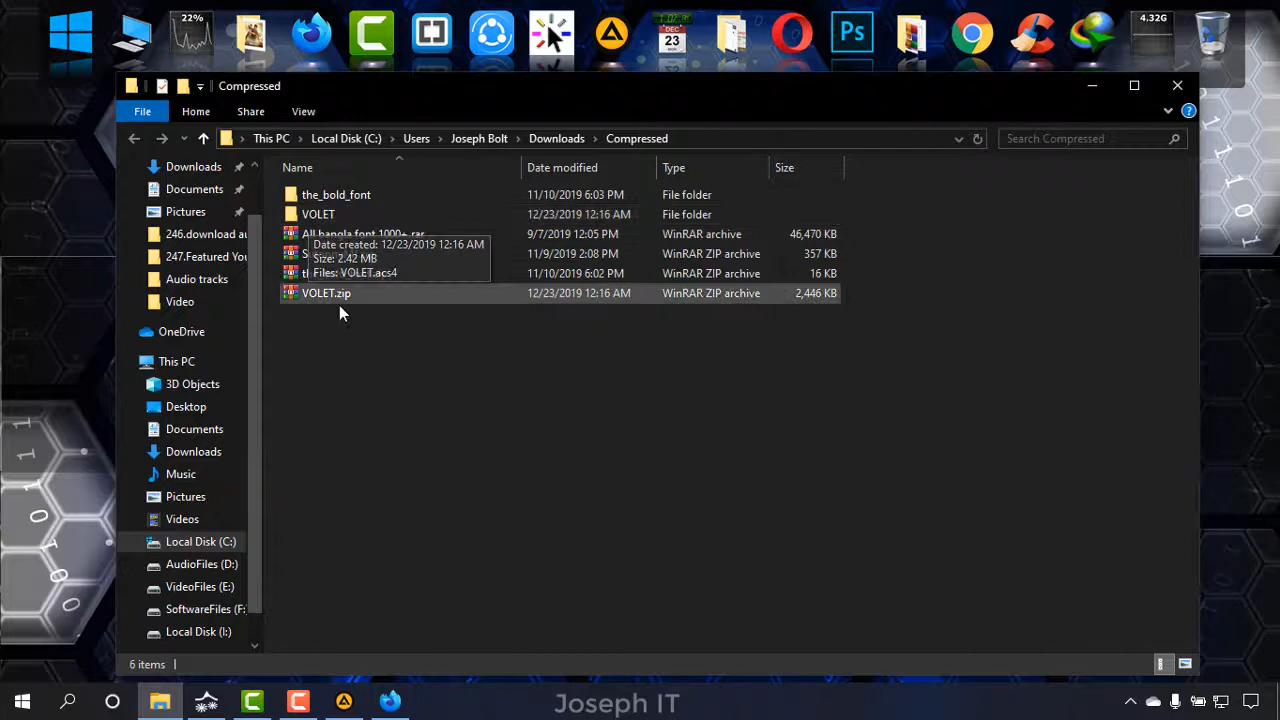 22%
1:02
DEC
23
Ps
4.32G
Compressed
File Home Share View
This PC Local Disk (C:) Users Joseph Bolt Downloads Compressed
Search Compressed
Name Date modified Type Size
the_bold_font 11/10/2019 6:03 PM File folder
VOLET 12/23/2019 12:16 AM File folder
All bangla font 1000+.rar 9/7/2019 12:05 PM WinRAR archive 46,470 KB
11/9/2019 2:08 PM WinRAR ZIP archive 357 KB
11/10/2019 6:02 PM WinRAR ZIP archive 16 KB
VOLET.zip 12/23/2019 12:16 AM WinRAR ZIP archive 2,446 KB
Date created: 12/23/2019 12:16 AM
Size: 2.42 MB
Files: VOLET.acs4
Downloads
Documents
Pictures
246.download au
247.Featured You
Audio tracks
Video
OneDrive
This PC
3D Objects
Desktop
Documents
Downloads
Music
Pictures
Videos
Local Disk (C:)
AudioFiles (D:)
VideoFiles (E:)
SoftwareFiles (F:
Local Disk (I:)
6 items
Joseph IT